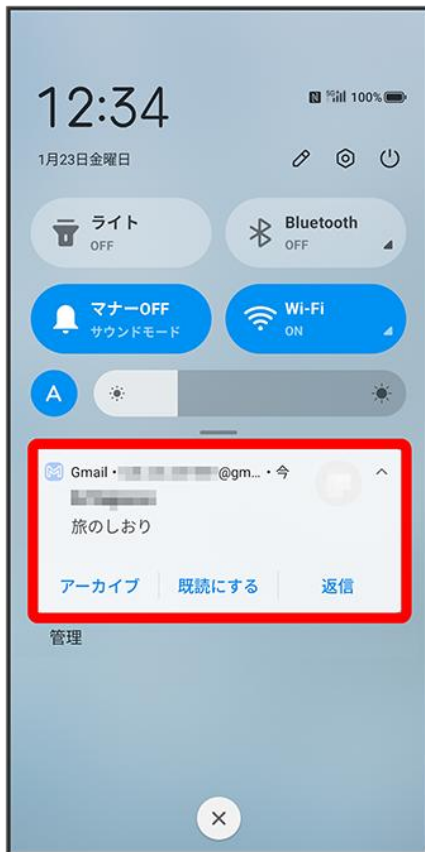 12:34
5G 100%
1月23日金曜日
ライト
OFF
Bluetooth
OFF
マナーOFF
サウンドモード
Wi-Fi
ON
A
Gmail・ @gm...・今
旅のしおり
アーカイブ 既読にする 返信
管理